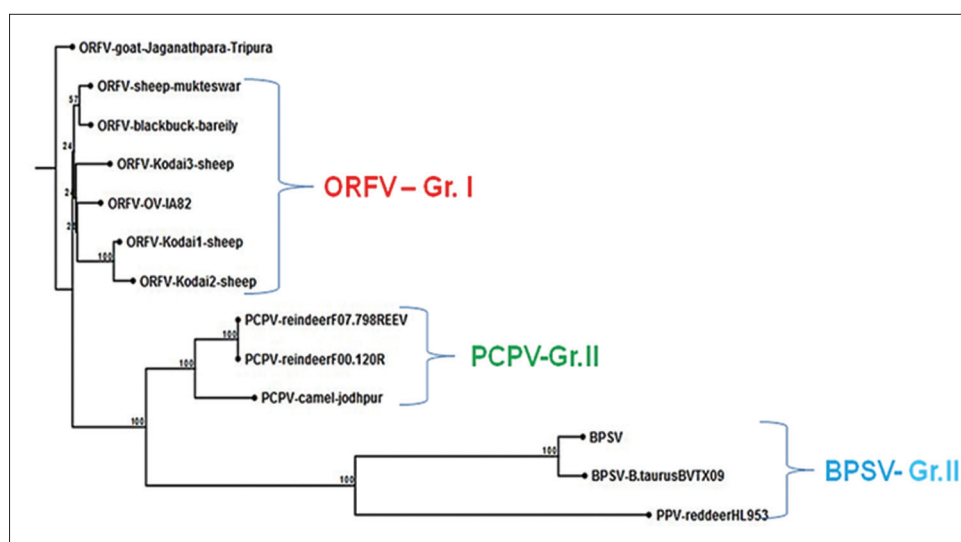 ORFV-goat-Jaganathpara-Tripura
ORFV-sheep-mukteswar
57
ORFV-blackbuck-bareily
24
ORFV-Kodai3-sheep
ORFV – Gr. I
ORFV-OV-IA82
ORFV-Kodai1-sheep
100
ORFV-Kodai2-sheep
PCPV-reindeerF07.798REEV
100
PCPV-Gr.II
PCPV-reindeerF00.120R
100
PCPV-camel-jodhpur
100
BPSV
100
BPSV- Gr.II
BPSV-B.taurusBVTX09
100
PPV-reddeerHL953